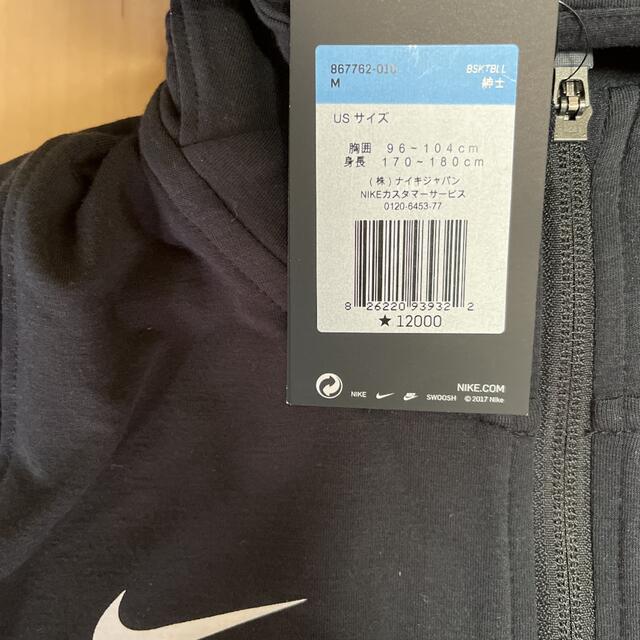 867762-010
BSKTBLL
M
紳士
US サイズ
胸囲 96~104cm
身長 170~180cm
(株)ナイキジャパン
NIKEカスタマーサービス
0120-6453-77
8 26220 93932 2
★12000
NIKE.COM
NIKE
SWOOSH
©2017 Nike